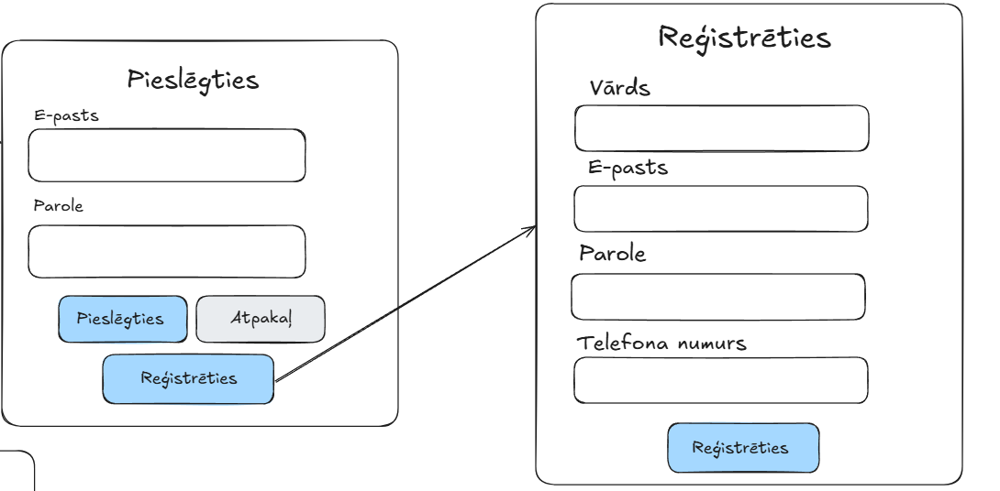 Pieslēgties
E-pasts
Parole
Pieslēgties
Atpakaļ
Reģistrēties
Reģistrēties
Vārds
E-pasts
Parole
Telefona numurs
Reģistrēties